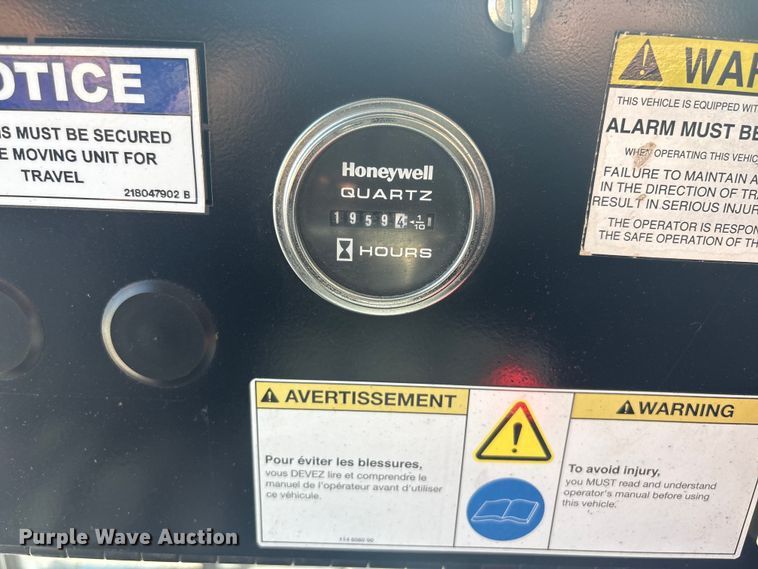 OTICE
S MUST BE SECURED
E MOVING UNIT FOR
TRAVEL
218047902 B
Honeywell
QUARTZ
19594 1/10
HOURS
WAR
THIS VEHICLE IS EQUIPPED WIT
ALARM MUST BE
WHEN OPERATING THIS VEHIC
FAILURE TO MAINTAIN A
IN THE DIRECTION OF TRA
RESULT IN SERIOUS INJUR
THE OPERATOR IS RESPON
THE SAFE OPERATION OF TH
AVERTISSEMENT
Pour éviter les blessures,
vous DEVEZ lire et comprendre le
manuel de l'opérateur avant d'utiliser
ce véhicule.
WARNING
To avoid injury,
you MUST read and understand
operator's manual before using
this vehicle.
Purple Wave Auction